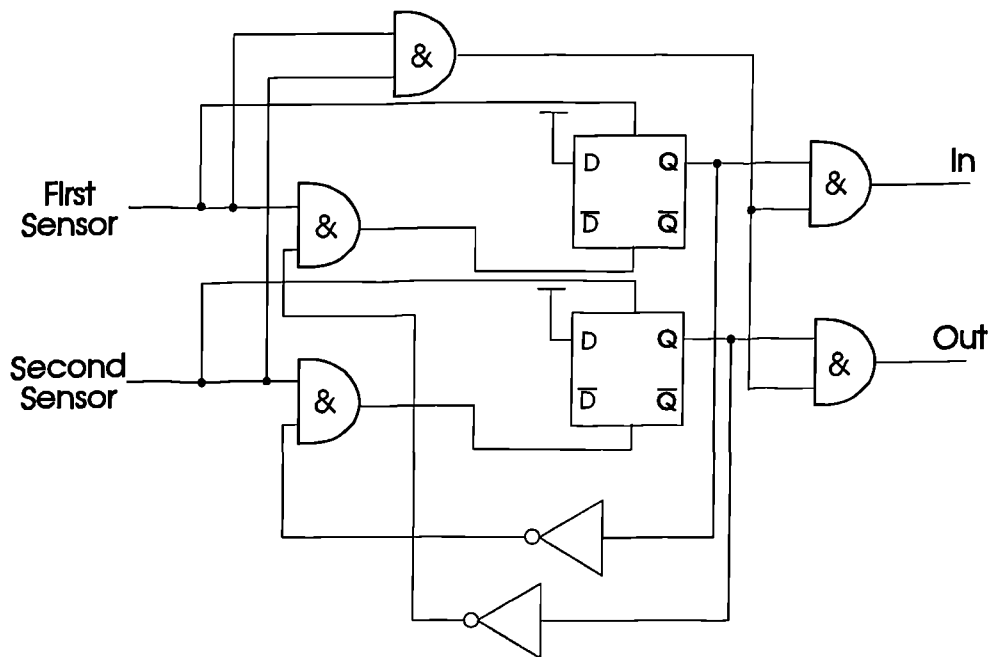 &
D Q
D̅ Q̅
In
First
Sensor
&
&
D Q
D̅ Q̅
Out
Second
Sensor
&
&